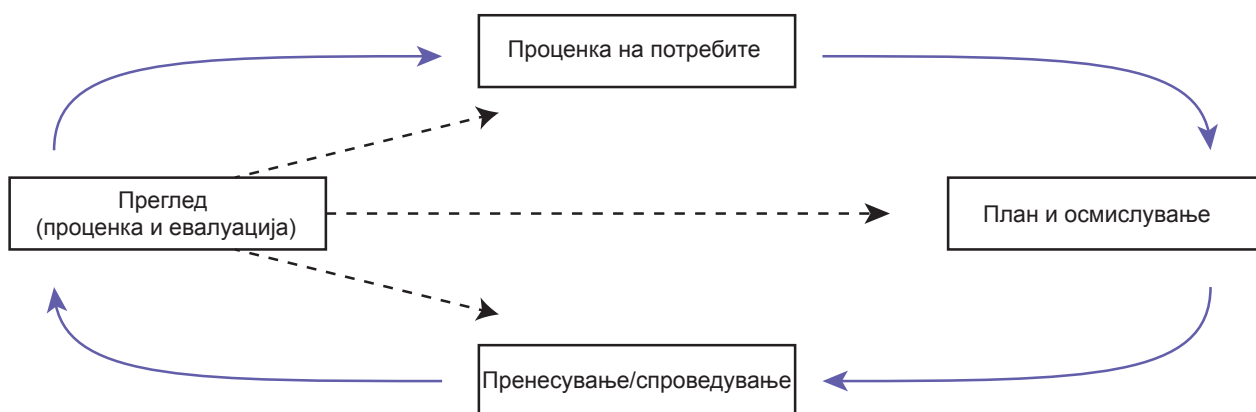 Проценка на потребите
Преглед
(проценка и евалуација)
План и осмислување
Пренесување/спроведување